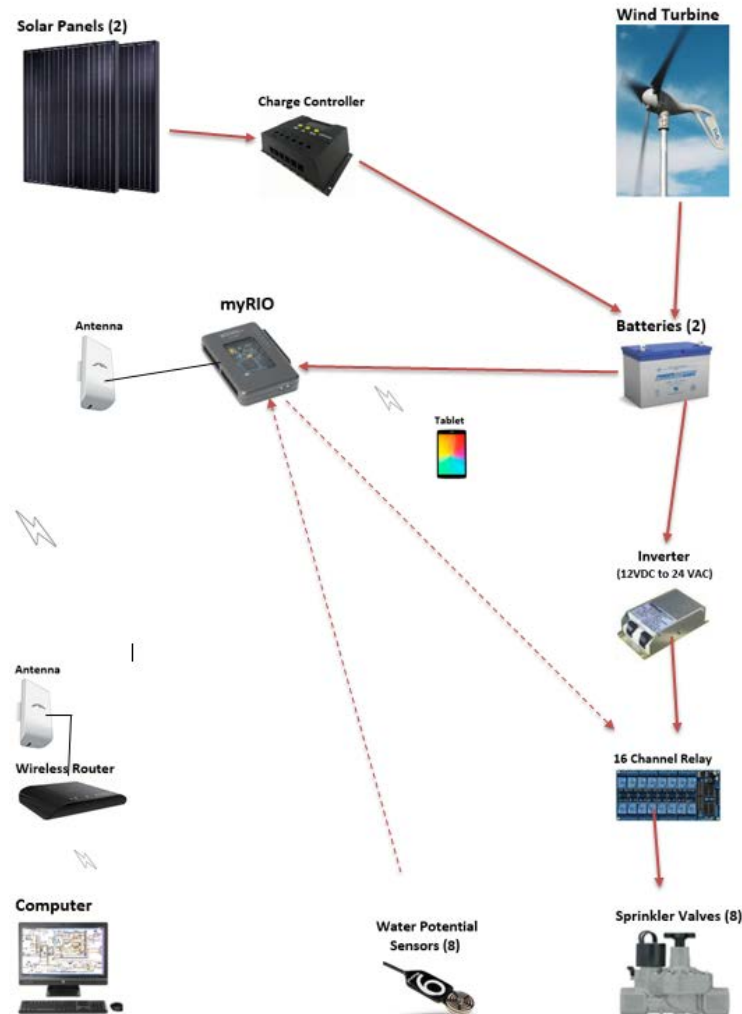 Solar Panels (2)
Wind Turbine
Charge Controller
myRIO
Antenna
Batteries (2)
Tablet
Inverter
(12VDC to 24 VAC)
Antenna
Wireless Router
16 Channel Relay
Computer
Water Potential
Sensors (8)
Sprinkler Valves (8)